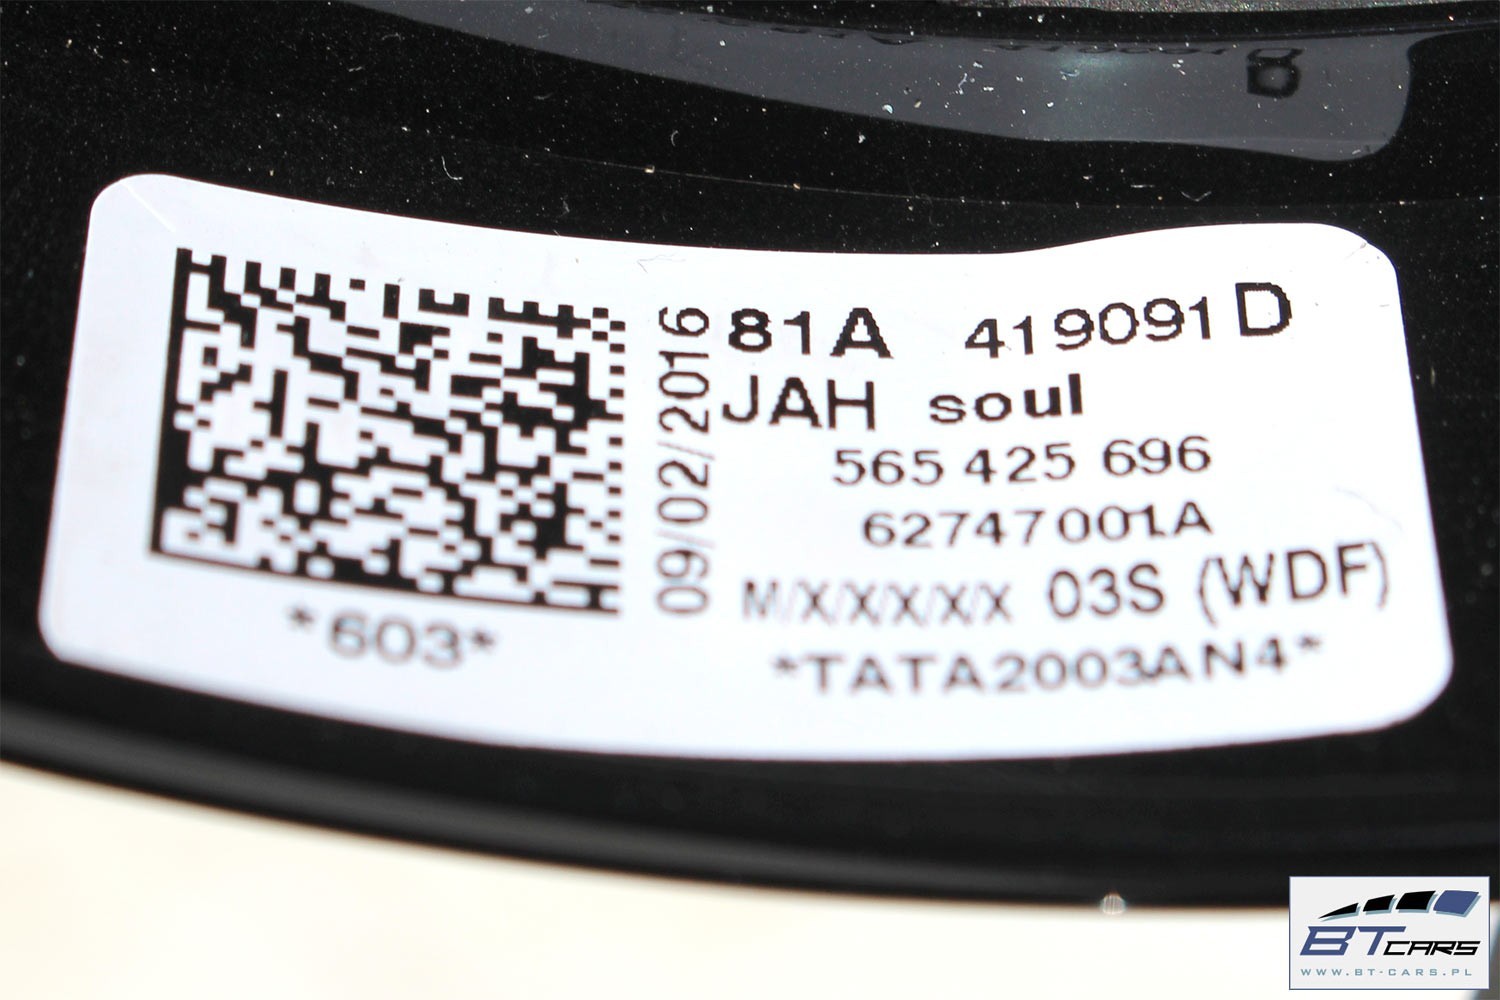 81A 419091 D
JAH soul
565 425 696
62747001A
M/X/X/X/X/X 03S (WDF)
*TATA2003AN4*
09/02/2016
*603*
BT CARS
WWW.BT-CARS.PL